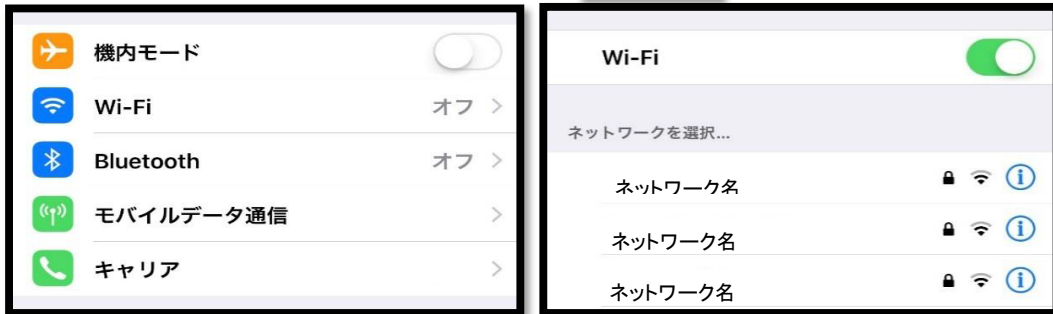 機内モード
Wi-Fi オフ
Bluetooth オフ
モバイルデータ通信
キャリア
Wi-Fi
ネットワークを選択...
ネットワーク名
ネットワーク名
ネットワーク名